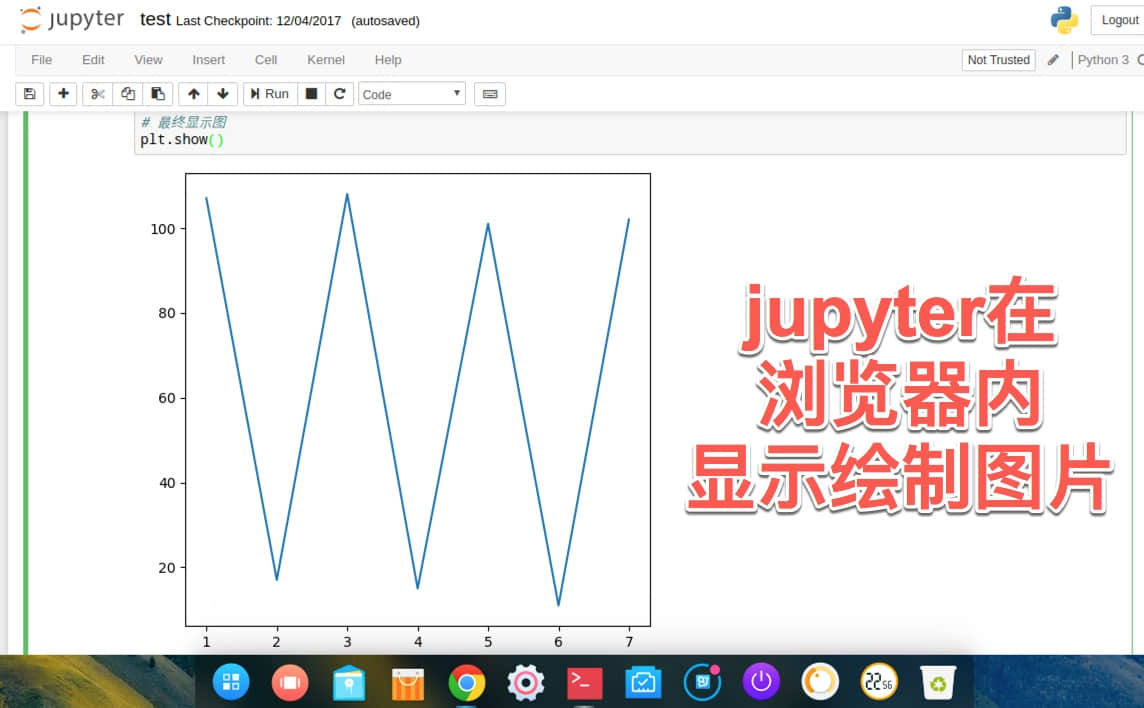 jupyter test Last Checkpoint: 12/04/2017 (autosaved)
Logout
File Edit View Insert Cell Kernel Help
Not Trusted
Python 3
Run
Code
# 最终显示图
plt.show()
100
80
60
40
20
1 2 3 4 5 6 7
jupyter在
浏览器内
显示绘制图片
22 56